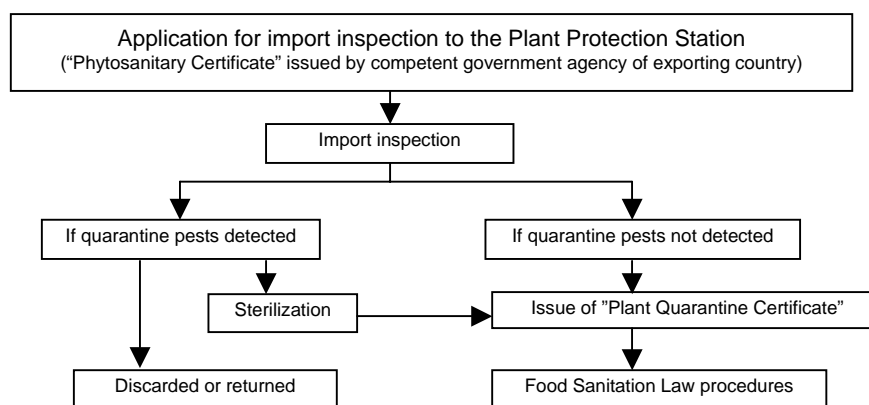 Application for import inspection to the Plant Protection Station
(“Phytosanitary Certificate” issued by competent government agency of exporting country)
Import inspection
If quarantine pests detected
If quarantine pests not detected
Sterilization
Issue of ”Plant Quarantine Certificate”
Discarded or returned
Food Sanitation Law procedures